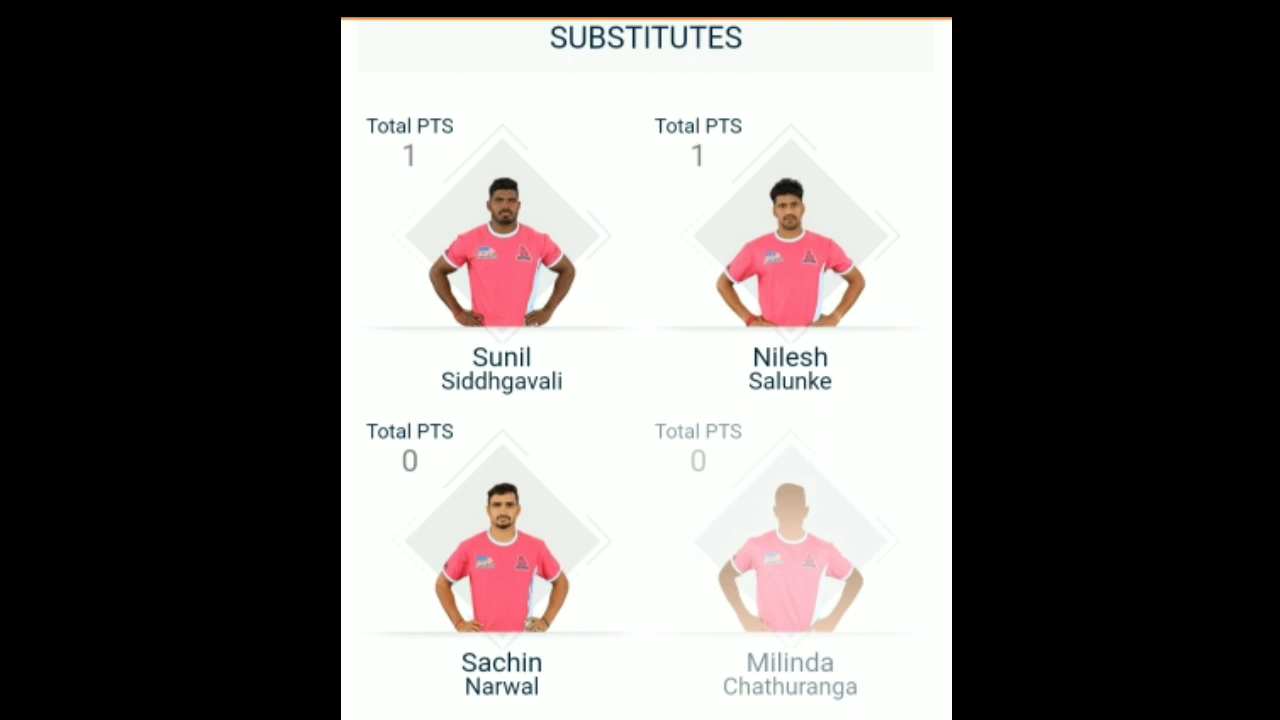 SUBSTITUTES
Total PTS
1
Total PTS
1
Sunil
Siddhgavali
Nilesh
Salunke
Total PTS
0
Total PTS
0
Sachin
Narwal
Milinda
Chathuranga